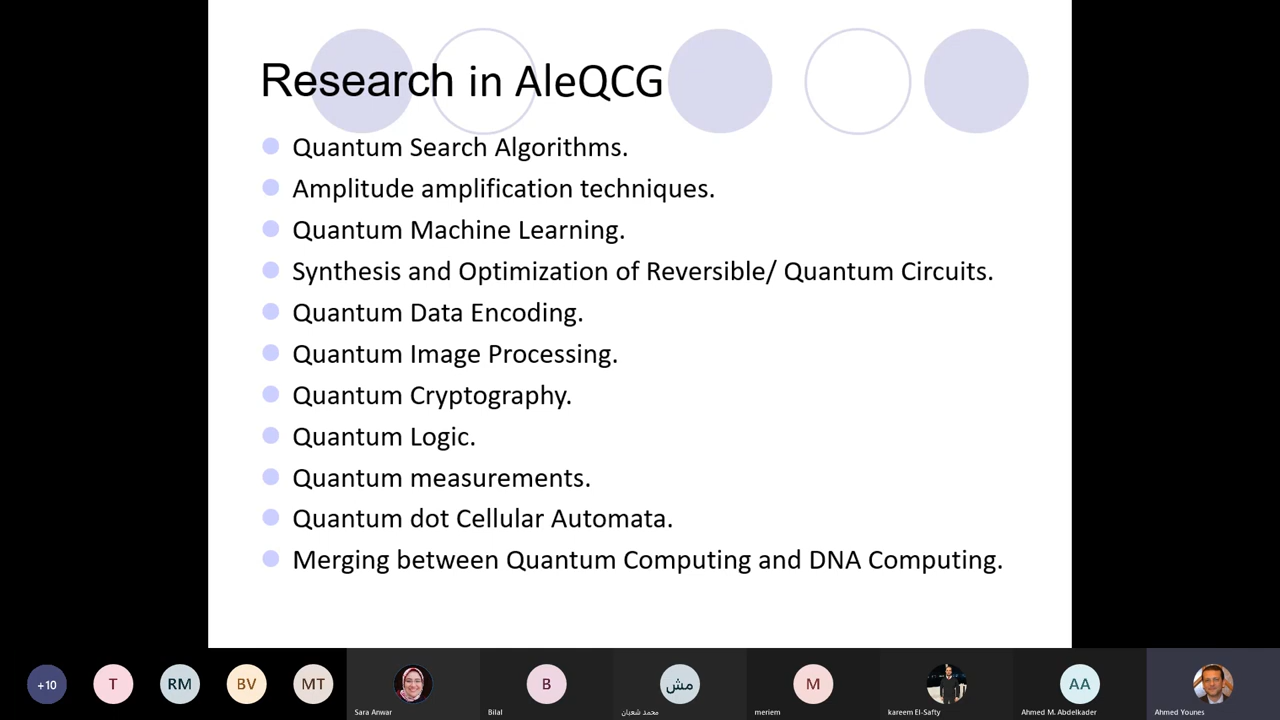 Research in AleQCG
Quantum Search Algorithms.
Amplitude amplification techniques.
Quantum Machine Learning.
Synthesis and Optimization of Reversible/ Quantum Circuits.
Quantum Data Encoding.
Quantum Image Processing.
Quantum Cryptography.
Quantum Logic.
Quantum measurements.
Quantum dot Cellular Automata.
Merging between Quantum Computing and DNA Computing.
+10
T
RM
BV
MT
Sara Anwar
B
Bilal
مش
محمد شعبان
M
meriem
kareem El-Safty
AA
Ahmed M. Abdelkader
Ahmed Younes